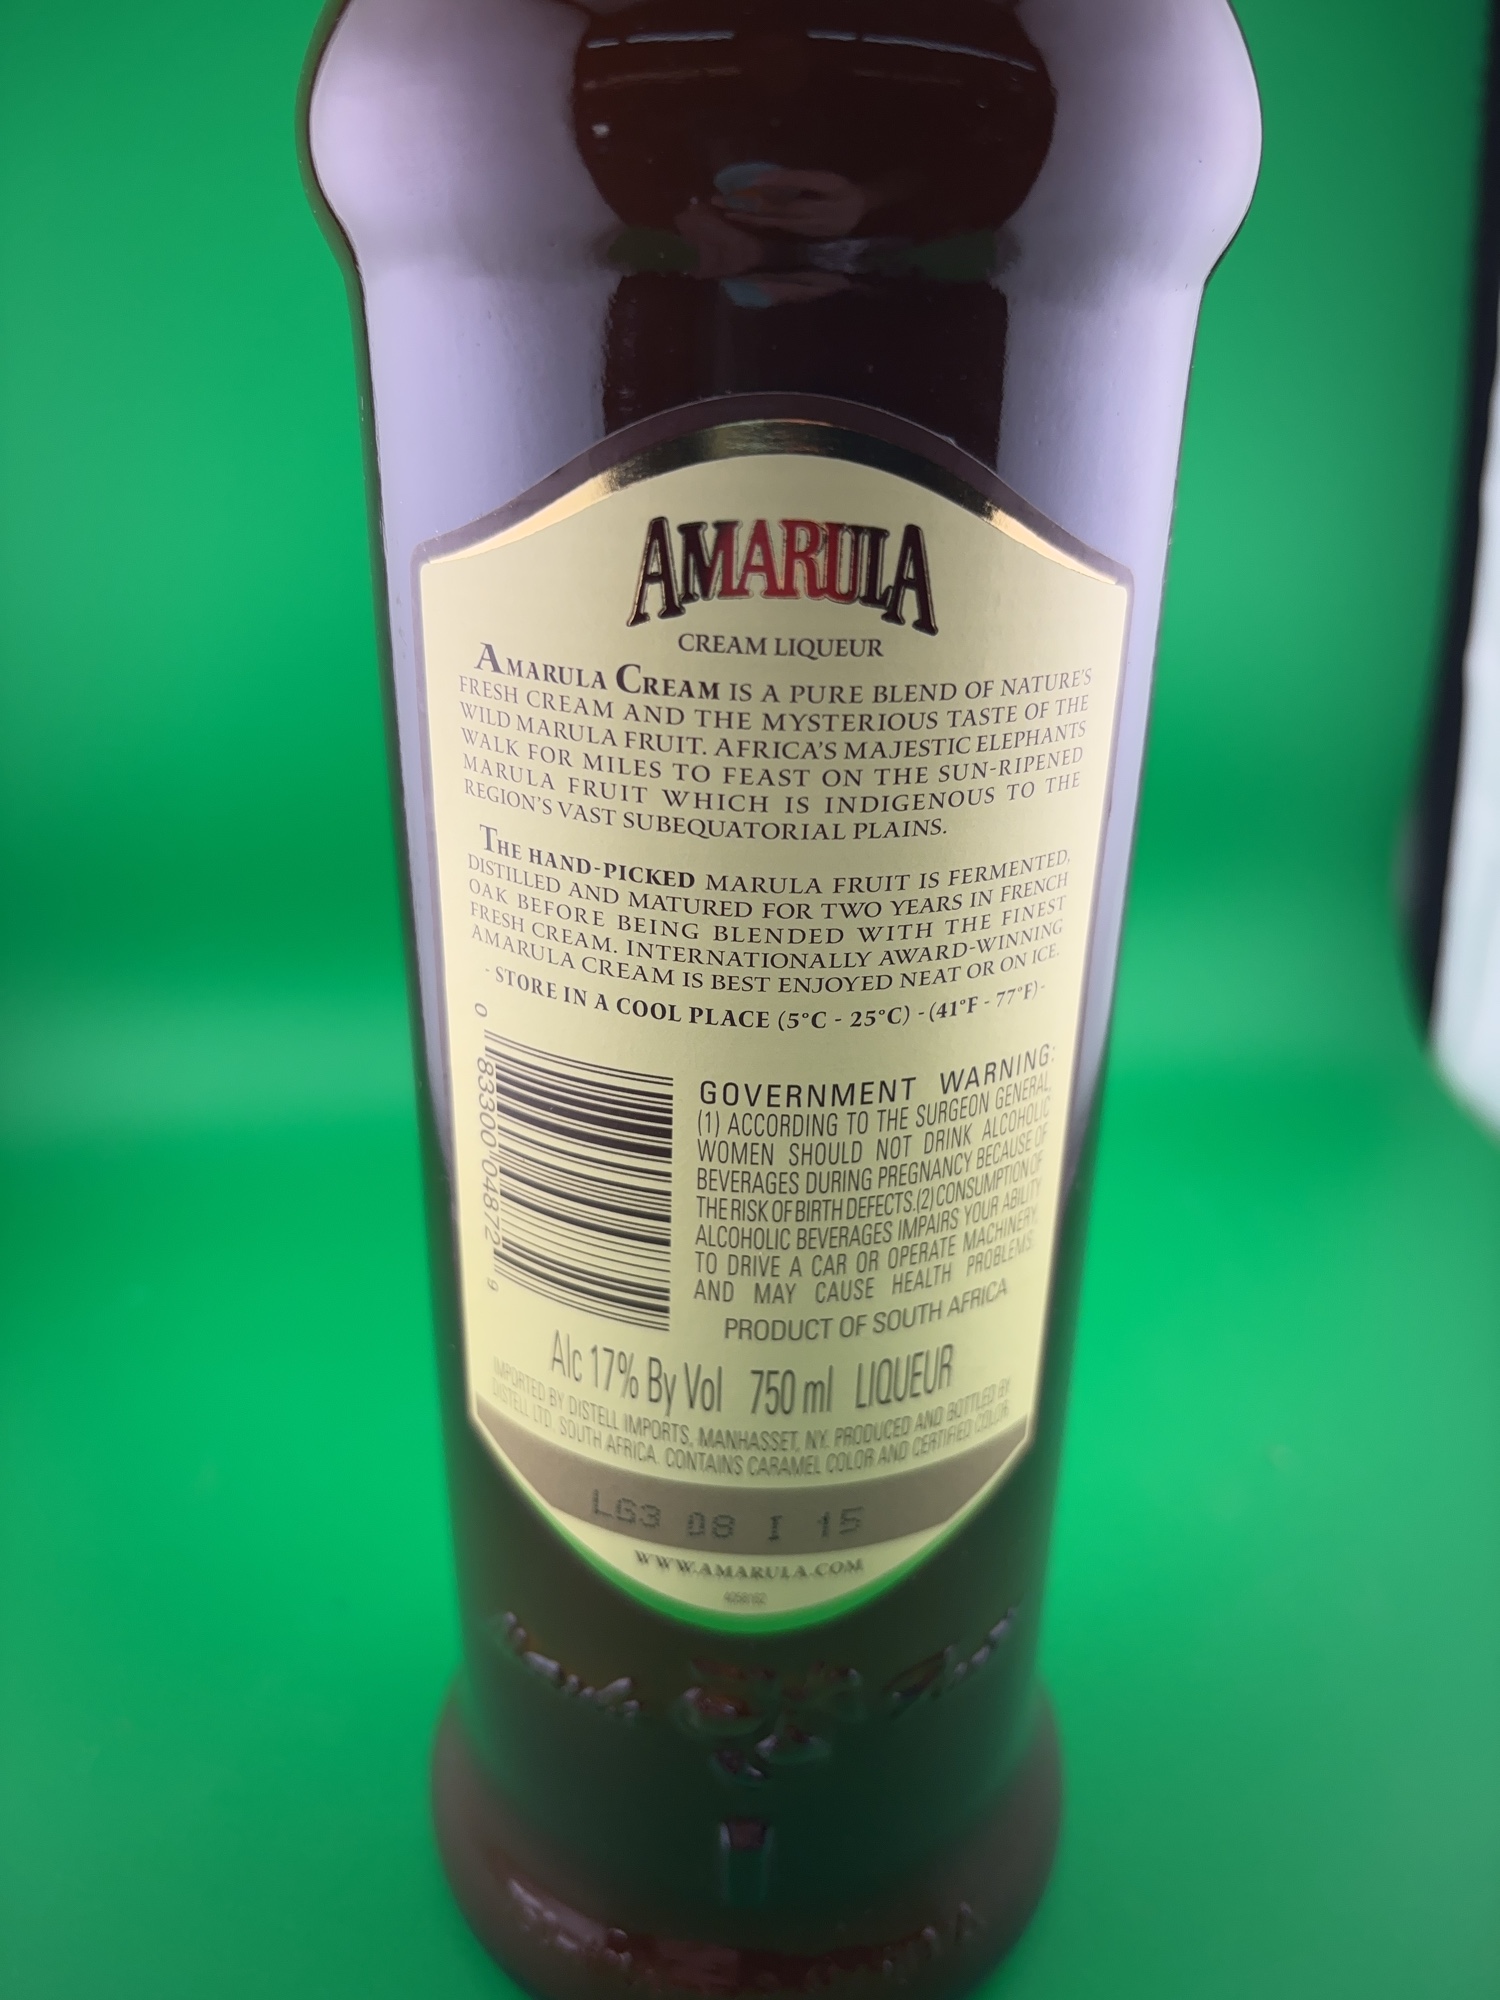 AMARULA
CREAM LIQUEUR
AMARULA CREAM IS A PURE BLEND OF NATURE'S
FRESH CREAM AND THE MYSTERIOUS TASTE OF THE
WILD MARULA FRUIT. AFRICA'S MAJESTIC ELEPHANTS
WALK FOR MILES TO FEAST ON THE SUN-RIPENED
MARULA FRUIT WHICH IS INDIGENOUS TO THE
REGION'S VAST SUBEQUATORIAL PLAINS.
THE HAND-PICKED MARULA FRUIT IS FERMENTED,
DISTILLED AND MATURED FOR TWO YEARS IN FRENCH
OAK BEFORE BEING BLENDED WITH THE FINEST
FRESH CREAM. INTERNATIONALLY AWARD-WINNING
AMARULA CREAM IS BEST ENJOYED NEAT OR ON ICE.
- STORE IN A COOL PLACE (5°C - 25°C) - (41°F - 77°F)-
0 83300 04872 9
GOVERNMENT WARNING:
(1) ACCORDING TO THE SURGEON GENERAL,
WOMEN SHOULD NOT DRINK ALCOHOLIC
BEVERAGES DURING PREGNANCY BECAUSE OF
THE RISK OF BIRTH DEFECTS.(2) CONSUMPTION OF
ALCOHOLIC BEVERAGES IMPAIRS YOUR ABILITY
TO DRIVE A CAR OR OPERATE MACHINERY,
AND MAY CAUSE HEALTH PROBLEMS.
PRODUCT OF SOUTH AFRICA
Alc 17% By Vol 750 ml LIQUEUR
IMPORTED BY DISTELL IMPORTS, MANHASSET, NY. PRODUCED AND BOTTLED BY
DISTELL LTD. SOUTH AFRICA. CONTAINS CARAMEL COLOR AND CERTIFIED COLOR.
LG3 08 I 15
WWW.AMARULA.COM